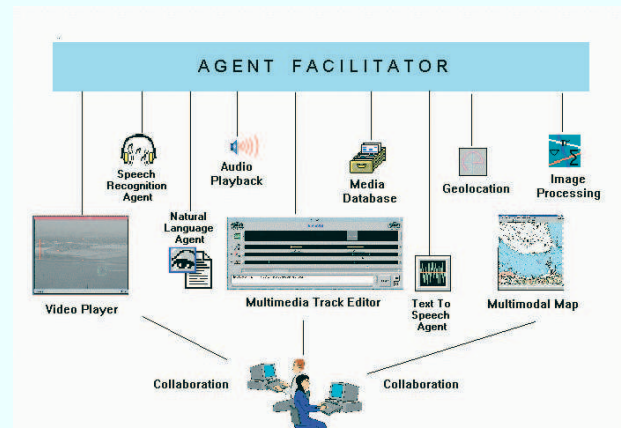 AGENT FACILITATOR
Speech
Recognition
Agent
Audio
Playback
Media
Database
Geolocation
Image
Processing
Natural
Language
Agent
Video Player
Multimedia Track Editor
Text To
Speech
Agent
Multimodal Map
Collaboration
Collaboration